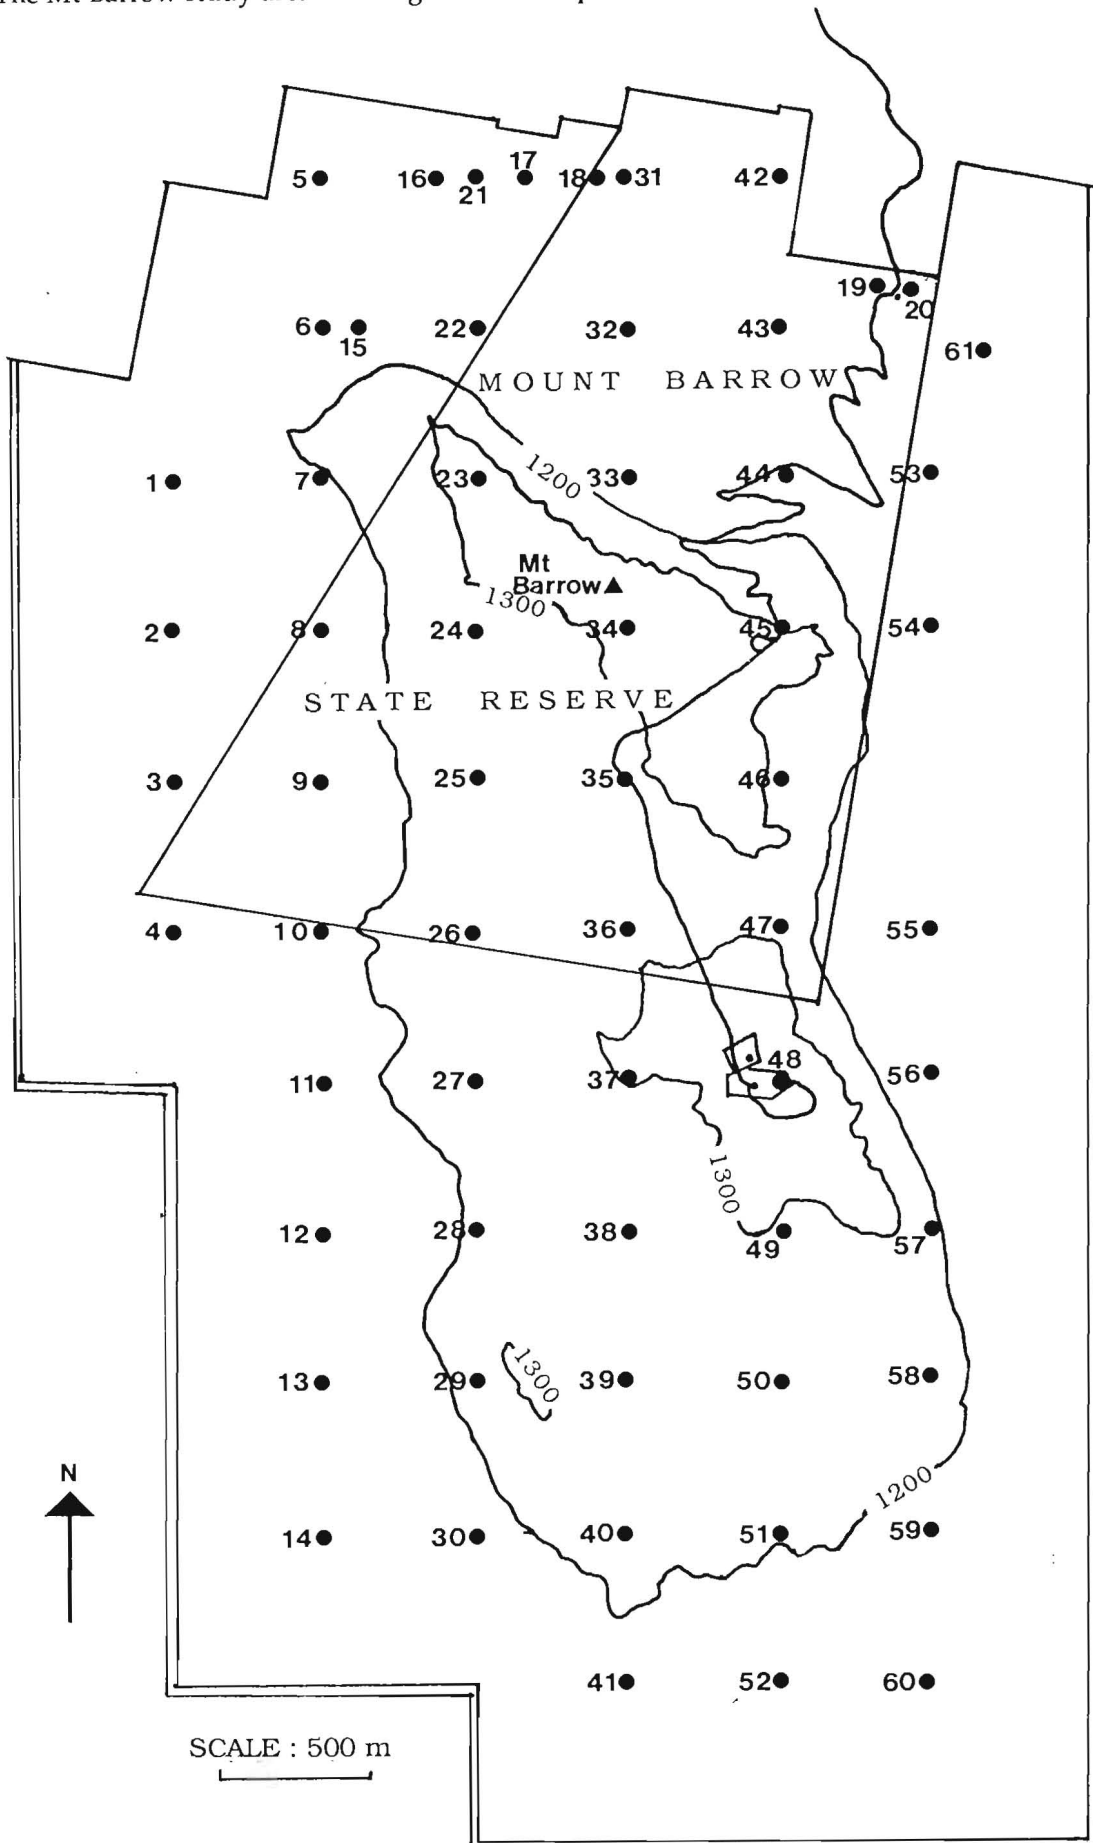 The Mt Barrow study
5 16 21 17 18 31 42
19 20
6 15 22 32 43
61
MOUNT BARROW
1200
1 7 23 33 44 53
Mt
Barrow
1300
2 8 24 34 45 54
STATE RESERVE
3 9 25 35 46
4 10 26 36 47 55
11 27 37 48 56
1300
12 28 38 49 57
1300
13 29 39 50 58
N
1200
14 30 40 51 59
41 52 60
SCALE : 500 m